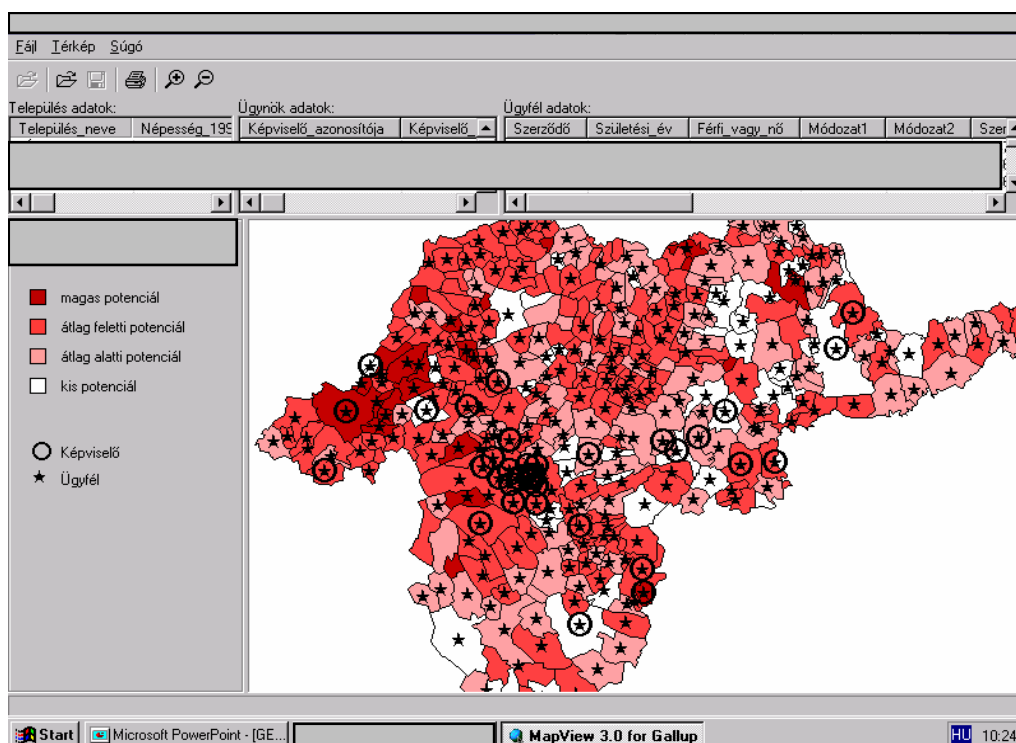 Fájl Térkép Súgó
Település adatok: Ügynök adatok: Ügyfél adatok:
Település_neve Népesség_199 Képviselő_azonosítója Képviselő_ Szerződő Születési_év Férfi_vagy_nő Módozat1 Módozat2 Szer
magas potenciál
átlag feletti potenciál
átlag alatti potenciál
kis potenciál
Képviselő
Ügyfél
Start Microsoft PowerPoint - [GE... MapView 3.0 for Gallup HU 10:24